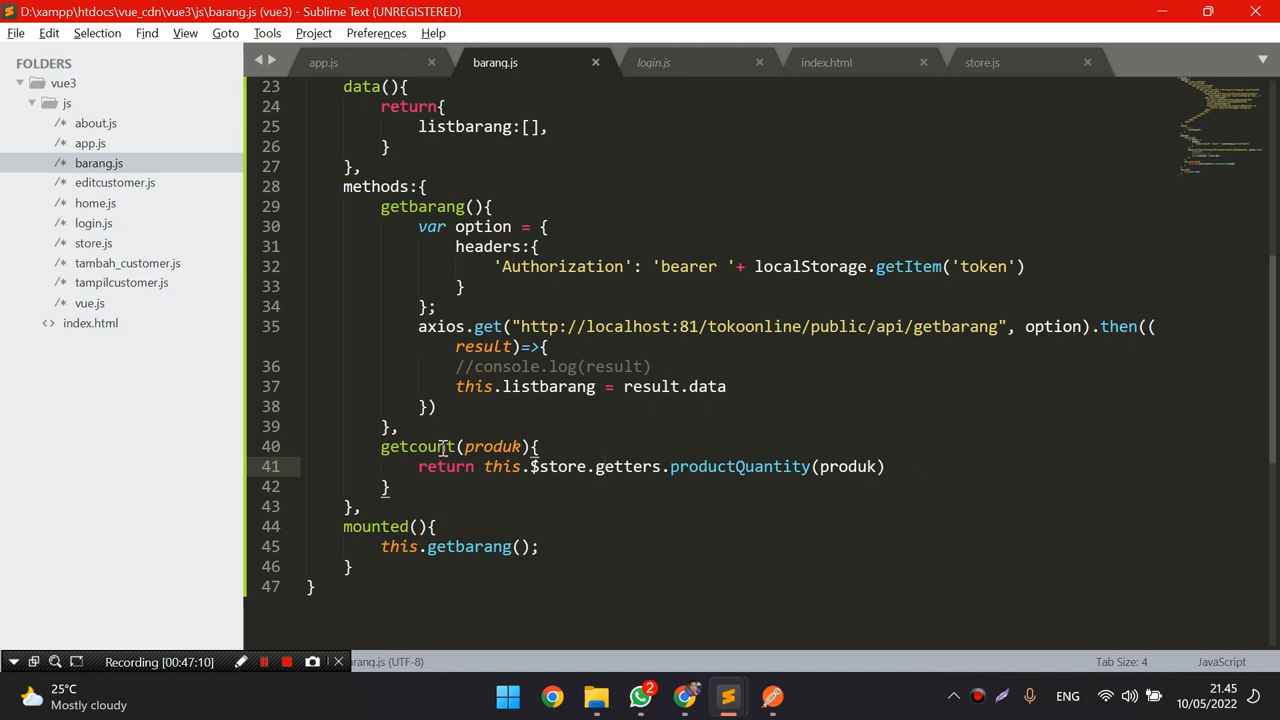 D:\xampp\htdocs\vue_cdn\vue3\js\barang.js (vue3) - Sublime Text (UNREGISTERED)
File Edit Selection Find View Goto Tools Project Preferences Help
FOLDERS
vue3
js
/* about.js
/* app.js
/* barang.js
/* editcustomer.js
/* home.js
/* login.js
/* store.js
/* tambah_customer.js
/* tampilcustomer.js
/* vue.js
<> index.html
app.js barang.js login.js index.html store.js
23 data(){
24 return{
25 listbarang:[],
26 }
27 },
28 methods:{
29 getbarang(){
30 var option = {
31 headers:{
32 'Authorization': 'bearer '+ localStorage.getItem('token')
33 }
34 };
35 axios.get("http://localhost:81/tokoonline/public/api/getbarang", option).then((
result)=>{
36 //console.log(result)
37 this.listbarang = result.data
38 })
39 },
40 getcount(produk){
41 return this.$store.getters.productQuantity(produk)
42 }
43 },
44 mounted(){
45 this.getbarang();
46 }
47 }
Recording [00:47:10]
arang.js (UTF-8)
Tab Size: 4 JavaScript
25°C
Mostly cloudy
2
ENG
21.45
10/05/2022